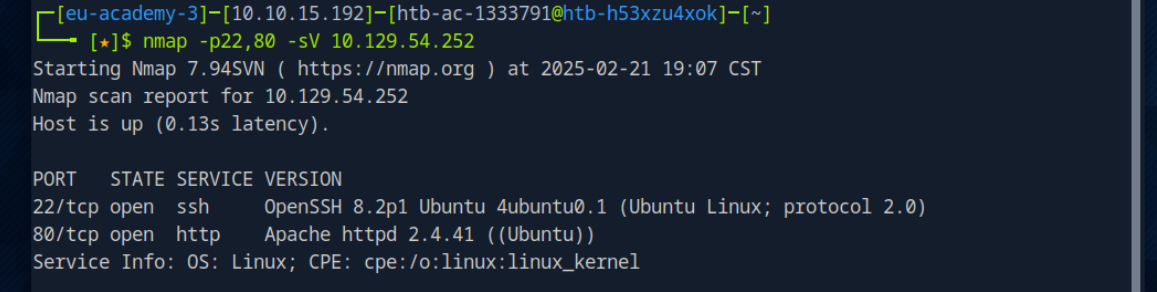 ┌─[eu-academy-3]─[10.10.15.192]─[htb-ac-1333791@htb-h53xzu4xok]─[~]
└──╼ [★]$ nmap -p22,80 -sV 10.129.54.252
Starting Nmap 7.94SVN ( https://nmap.org ) at 2025-02-21 19:07 CST
Nmap scan report for 10.129.54.252
Host is up (0.13s latency).

PORT   STATE SERVICE VERSION
22/tcp open  ssh     OpenSSH 8.2p1 Ubuntu 4ubuntu0.1 (Ubuntu Linux; protocol 2.0)
80/tcp open  http    Apache httpd 2.4.41 ((Ubuntu))
Service Info: OS: Linux; CPE: cpe:/o:linux:linux_kernel